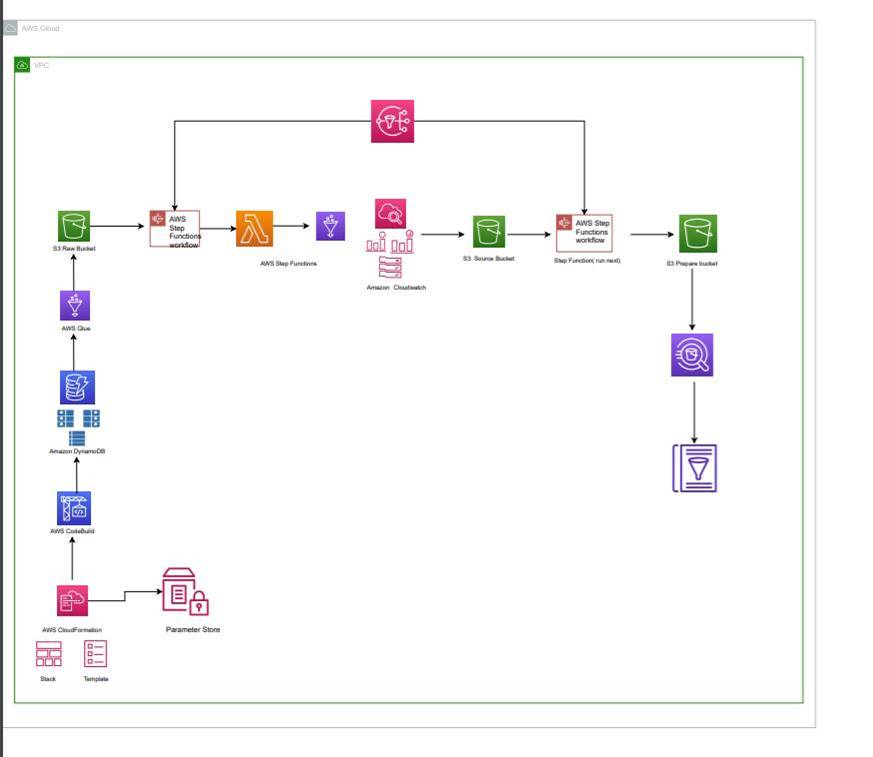 AWS Cloud
VPC
AWS
Step
Functions
workflow
AWS Step
Functions
workflow
S3 Raw Bucket
AWS Step Functions
Amazon Cloudwatch
S3 Source Bucket
Step Function( run next)
S3 Prepare bucket
AWS Glue
Amazon DynamoDB
AWS CodeBuild
AWS CloudFormation
Parameter Store
Stack
Template